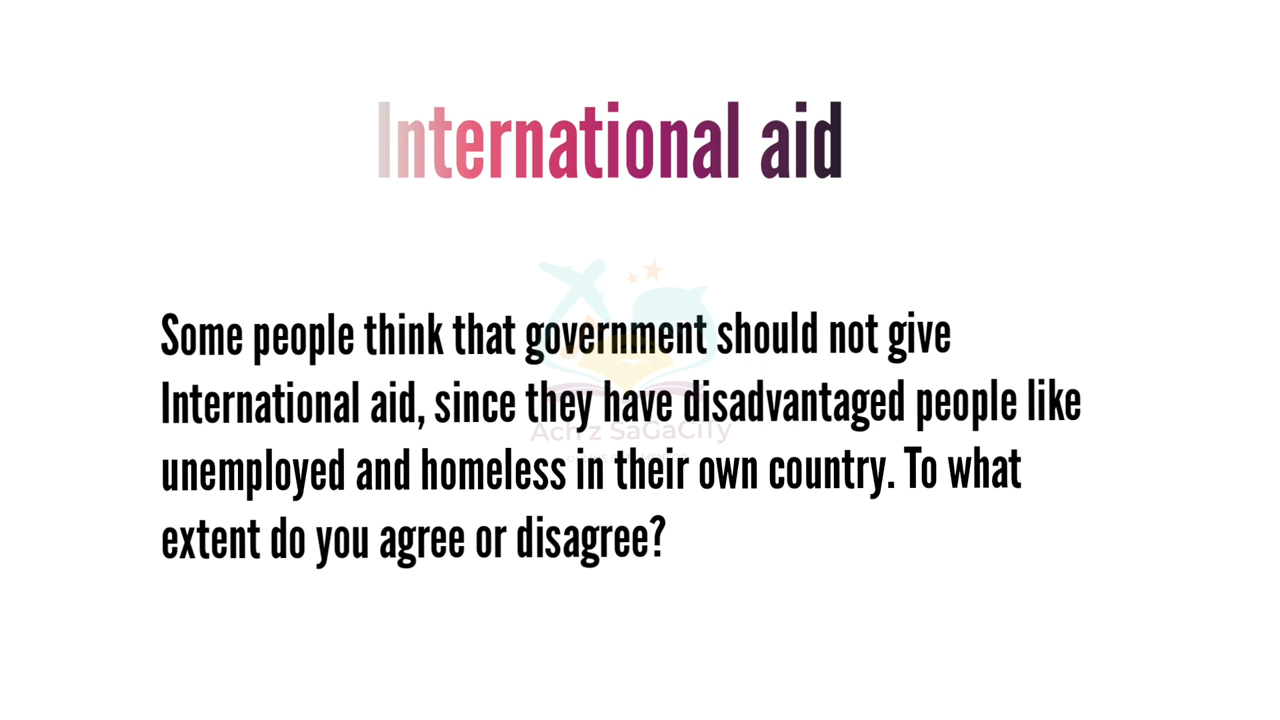 International aid
Some people think that government should not give
International aid, since they have disadvantaged people like
unemployed and homeless in their own country. To what
extent do you agree or disagree?
Ach'z SaGaCITy